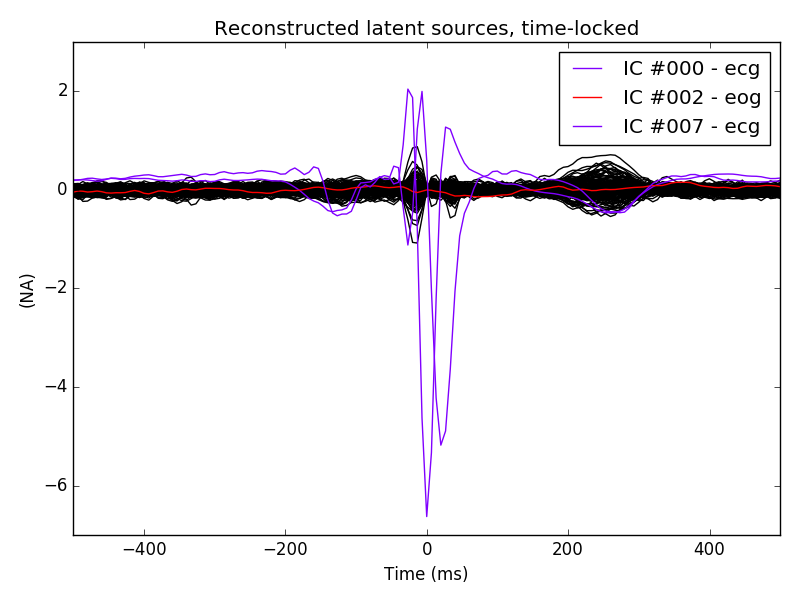 Reconstructed latent sources, time-locked
IC #000 - ecg
IC #002 - eog
IC #007 - ecg
2
0
−2
−4
−6
(NA)
−400
−200
0
200
400
Time (ms)